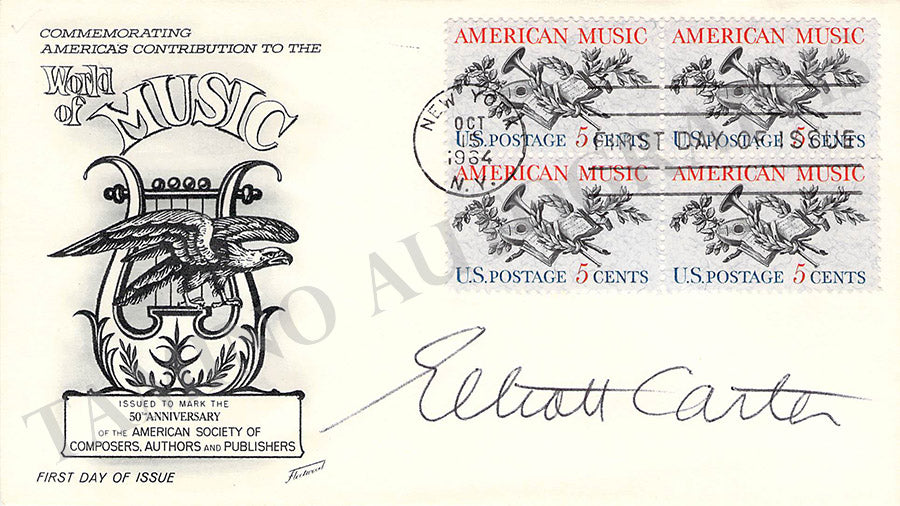 COMMEMORATING
AMERICA'S CONTRIBUTION TO THE
World
of MUSIC
ISSUED TO MARK THE
50TH ANNIVERSARY
OF THE AMERICAN SOCIETY OF
COMPOSERS, AUTHORS AND PUBLISHERS
FIRST DAY OF ISSUE
Fleetwood
AMERICAN MUSIC
U.S. POSTAGE 5 CENTS
AMERICAN MUSIC
U.S. POSTAGE 5 CENTS
AMERICAN MUSIC
U.S. POSTAGE 5 CENTS
AMERICAN MUSIC
U.S. POSTAGE 5 CENTS
NEW YORK
OCT
15
1964
N.Y.
FIRST DAY OF ISSUE
Elliott Carter